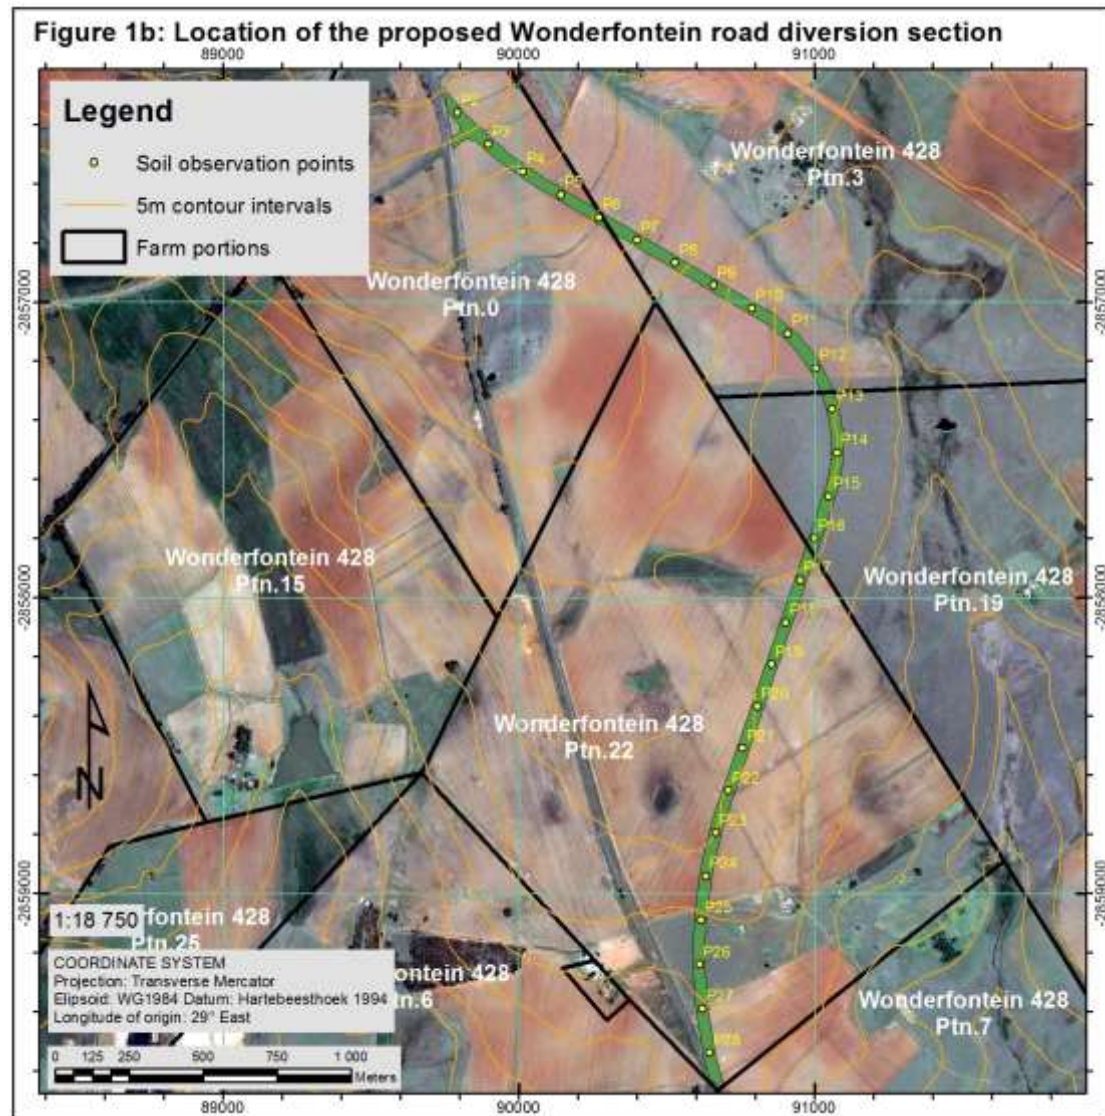 Figure 1b: Location of the proposed Wonderfontein road diversion section
89000 90000 91000
Legend
Soil observation points
5m contour intervals
Farm portions
P3
P4
P5
P6
P7
P8
P9
P10
P11
P12
P13
P14
P15
P16
P17
P19
P20
P21
P22
P23
P24
P25
P26
P27
P28
Wonderfontein 428
Ptn.3
Wonderfontein 428
Ptn.0
Wonderfontein 428
Ptn.15
Wonderfontein 428
Ptn.19
Wonderfontein 428
Ptn.22
Wonderfontein 428
Ptn.7
rfontein 428
Ptn.25
ontein 428
tn.6
-2857000 -2857000
-2858000 -2858000
-2859000 -2859000
N
1:18 750
COORDINATE SYSTEM
Projection: Transverse Mercator
Elipsoid: WG1984 Datum: Hartebeesthoek 1994
Longitude of origin: 29° East
0 125 250 500 750 1 000
Meters
89000 90000 91000